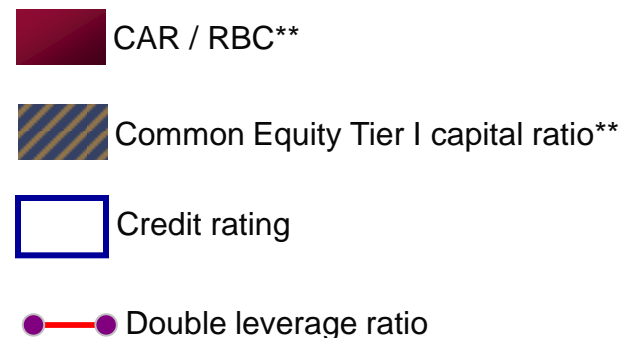 CAR / RBC**
Common Equity Tier I capital ratio**
Credit rating
Double leverage ratio